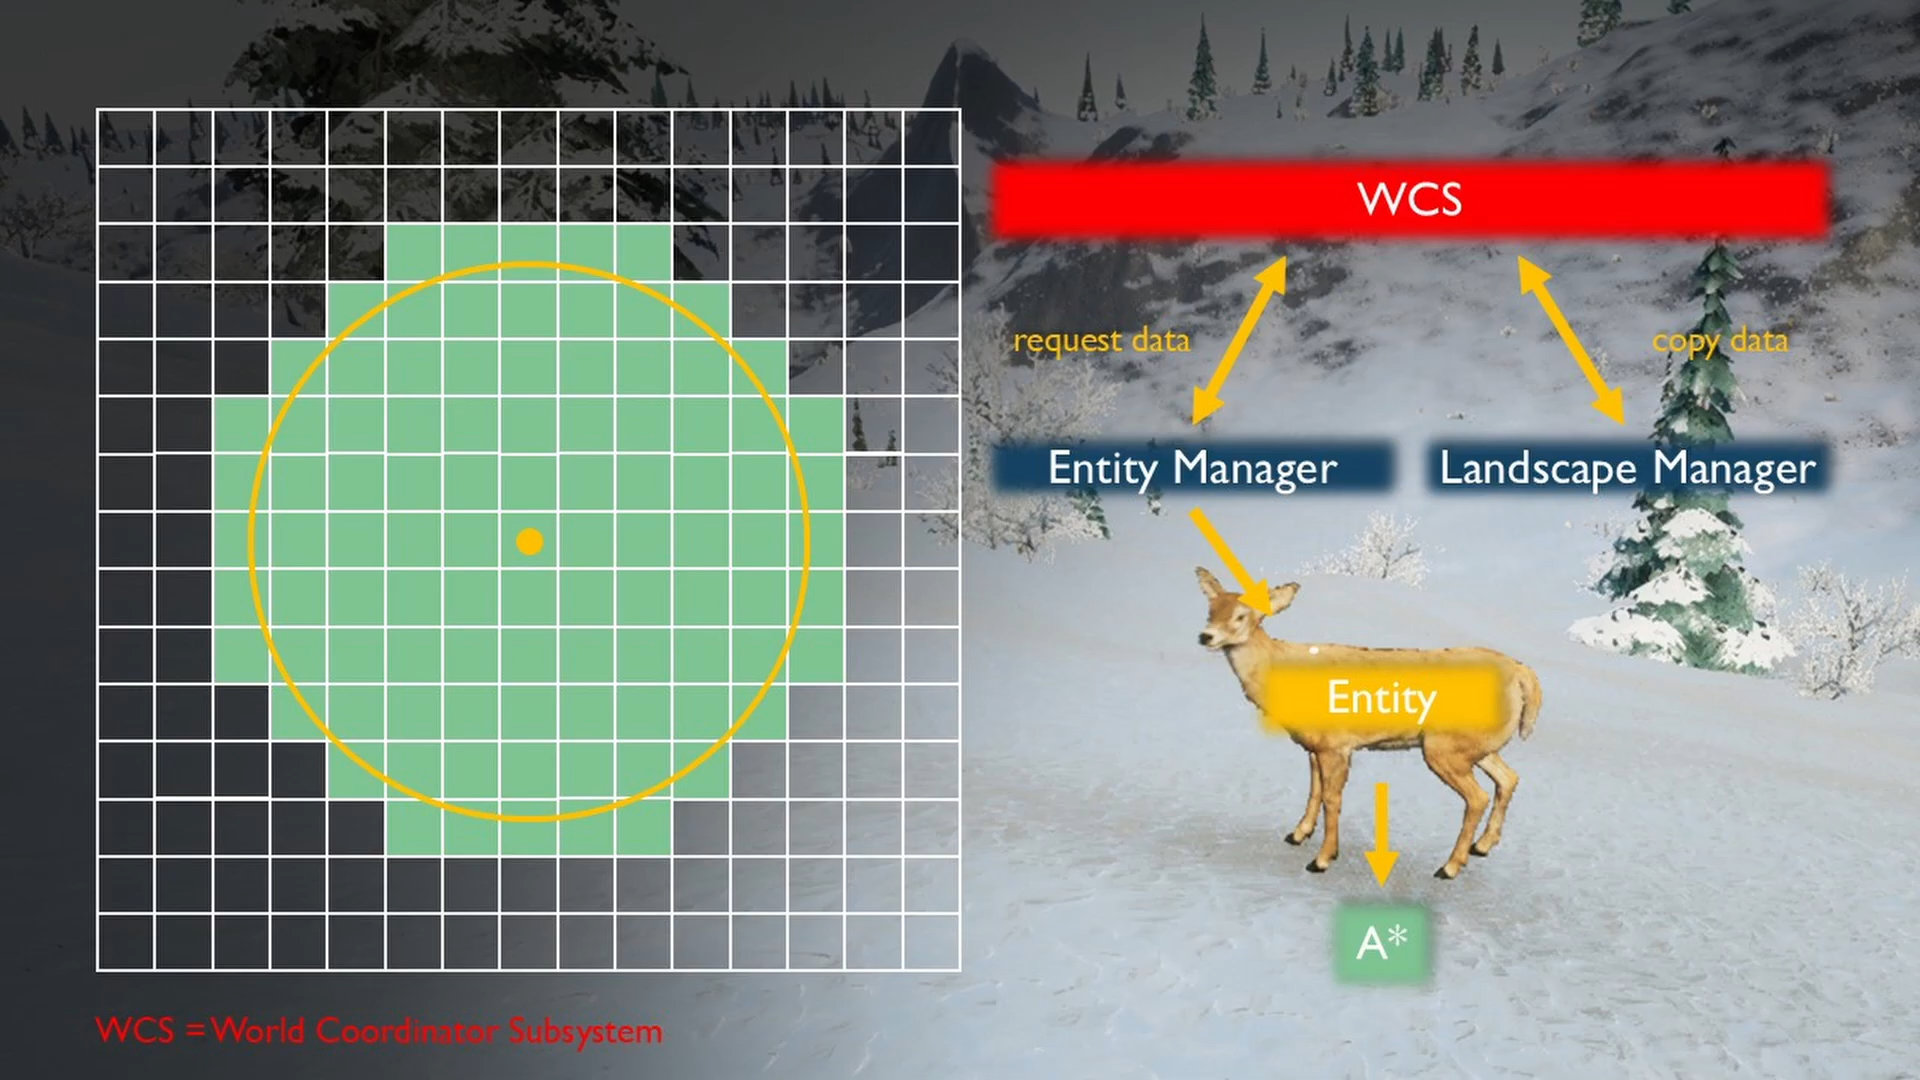 WCS
request data
copy data
Entity Manager
Landscape Manager
Entity
A*
WCS = World Coordinator Subsystem